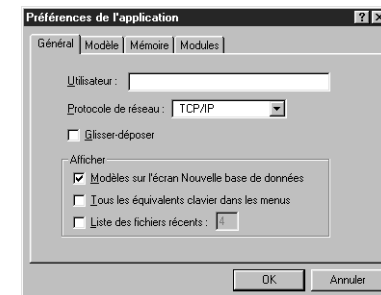 Préférences de l'application
Général Modèle Mémoire Modules
Utilisateur :
Protocole de réseau : TCP/IP
Glisser-déposer
Afficher
Modèles sur l'écran Nouvelle base de données
Tous les équivalents clavier dans les menus
Liste des fichiers récents : 4
OK Annuler